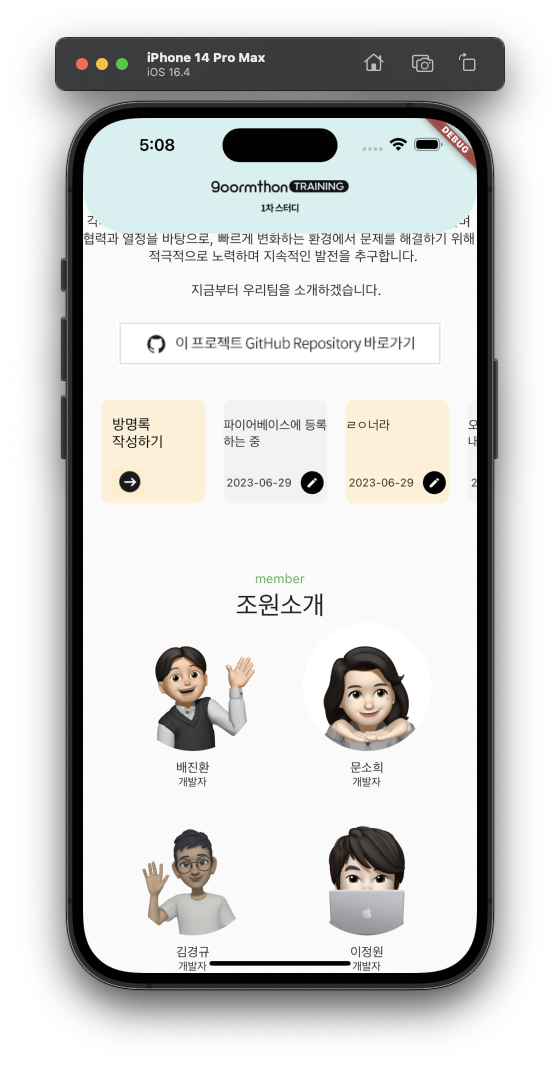 iPhone 14 Pro Max
iOS 16.4
5:08
DEBUG
goormthon TRAINING
1차 스터디
협력과 열정을 바탕으로, 빠르게 변화하는 환경에서 문제를 해결하기 위해
적극적으로 노력하며 지속적인 발전을 추구합니다.
지금부터 우리팀을 소개하겠습니다.
이 프로젝트 GitHub Repository 바로가기
방명록
작성하기
파이어베이스에 등록
하는 중
2023-06-29
ㄹㅇ너라
2023-06-29
member
조원소개
배진환
개발자
문소희
개발자
김경규
개발자
이정원
개발자